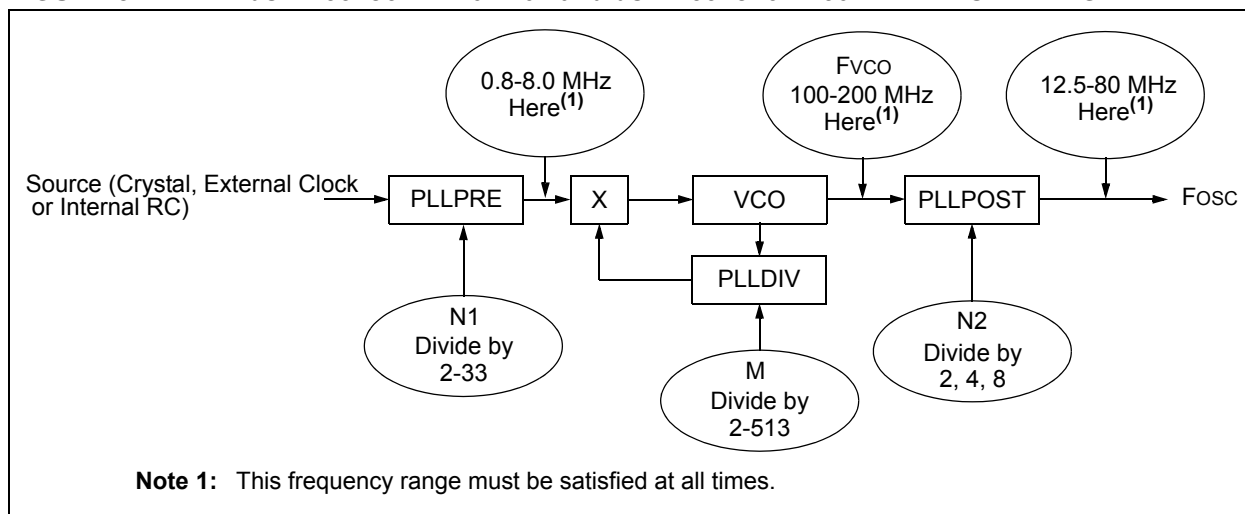 0.8-8.0 MHz
Here(1)
FVCO
100-200 MHz
Here(1)
12.5-80 MHz
Here(1)
Source (Crystal, External Clock
or Internal RC)
PLLPRE
X
VCO
PLLPOST
FOSC
PLLDIV
N1
Divide by
2-33
M
Divide by
2-513
N2
Divide by
2, 4, 8
Note 1: This frequency range must be satisfied at all times.